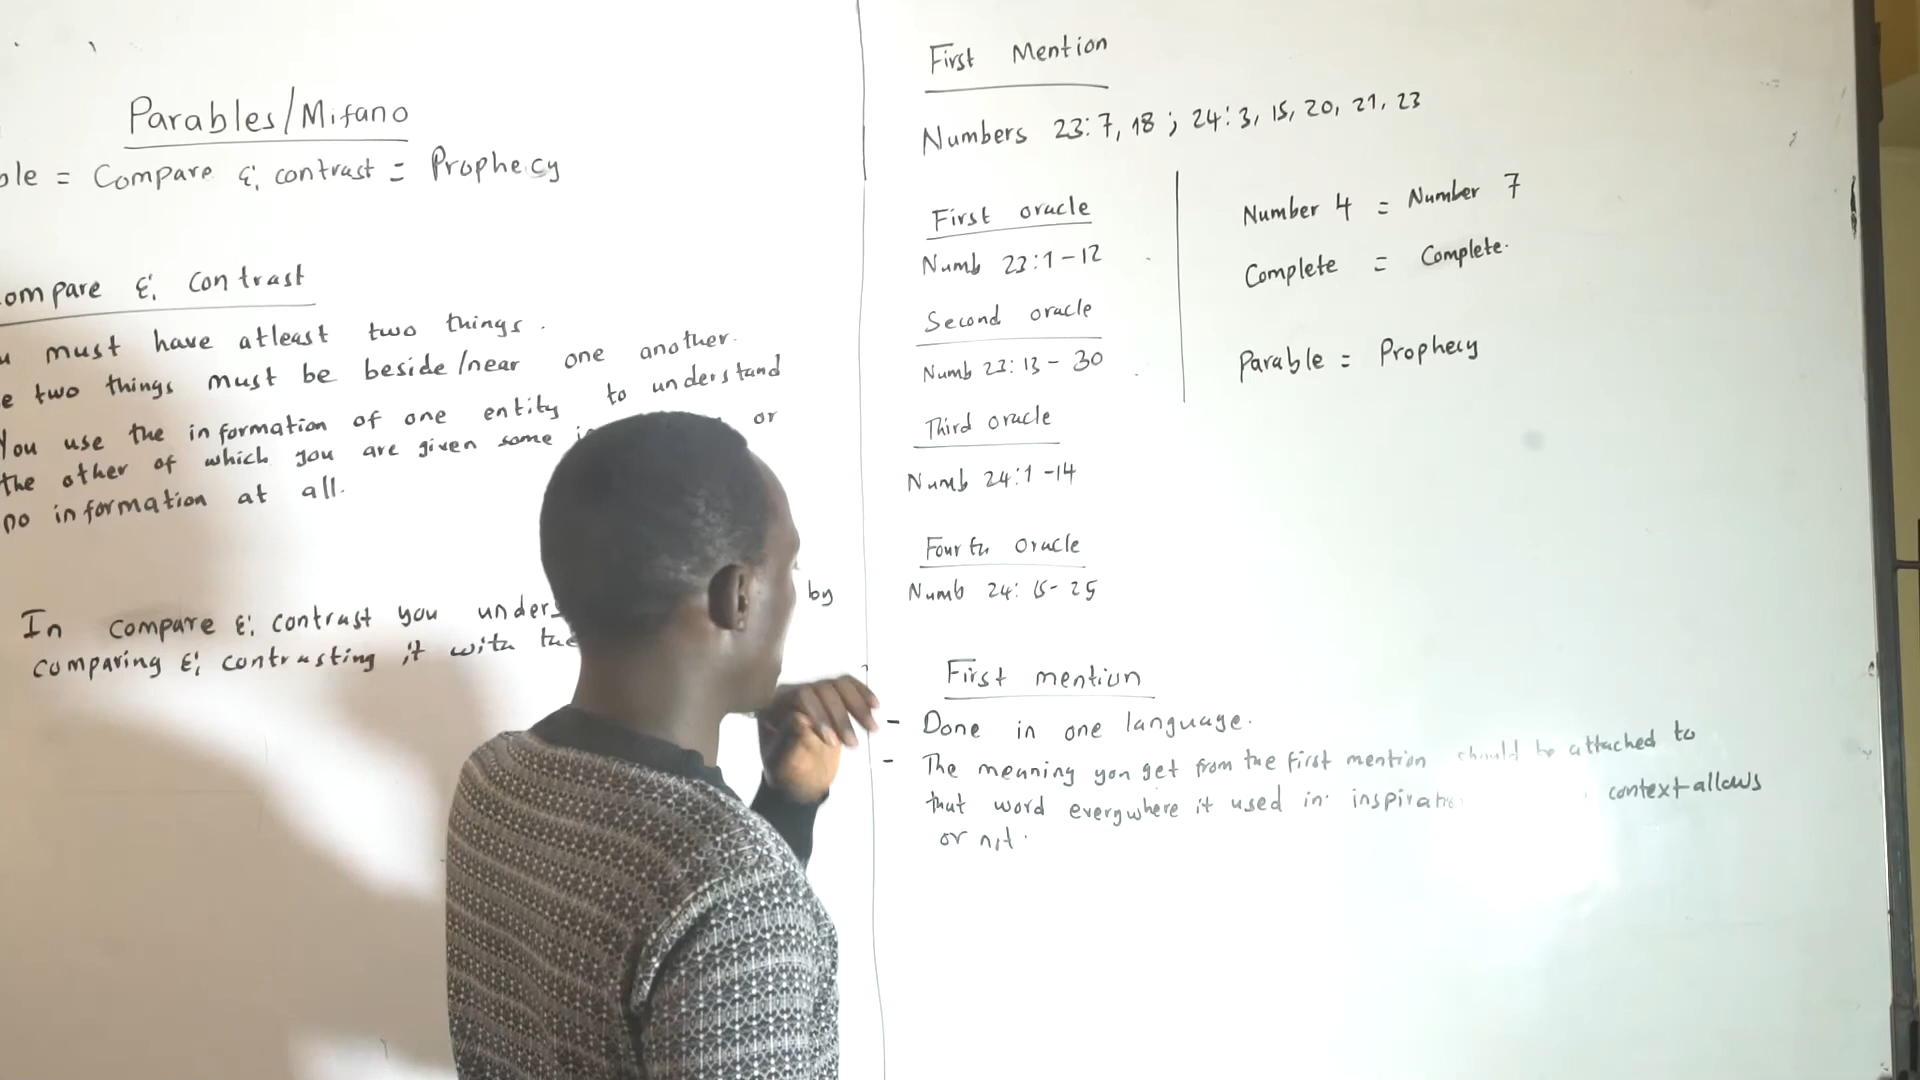 Parables/Mifano
ble = Compare & contrast = Prophecy
ompare & contrast
u must have atleast two things.
e two things must be beside/near one another.
You use the information of one entity to understand
the other of which you are given some or
no information at all.
In compare & contrast you unders by
comparing & contrasting it with the
First Mention
Numbers 23:7, 18 ; 24:3, 15, 20, 21, 23
First oracle
Numb 23:1-12
Second oracle
Numb 23:13-30
Third oracle
Numb 24:1-14
Fourth Oracle
Numb 24:15-25
Number 4 = Number 7
Complete = Complete.
Parable = Prophecy
First mention
- Done in one language.
- The meaning you get from the first mention should be attached to
that word everywhere it used in context allows
or not.